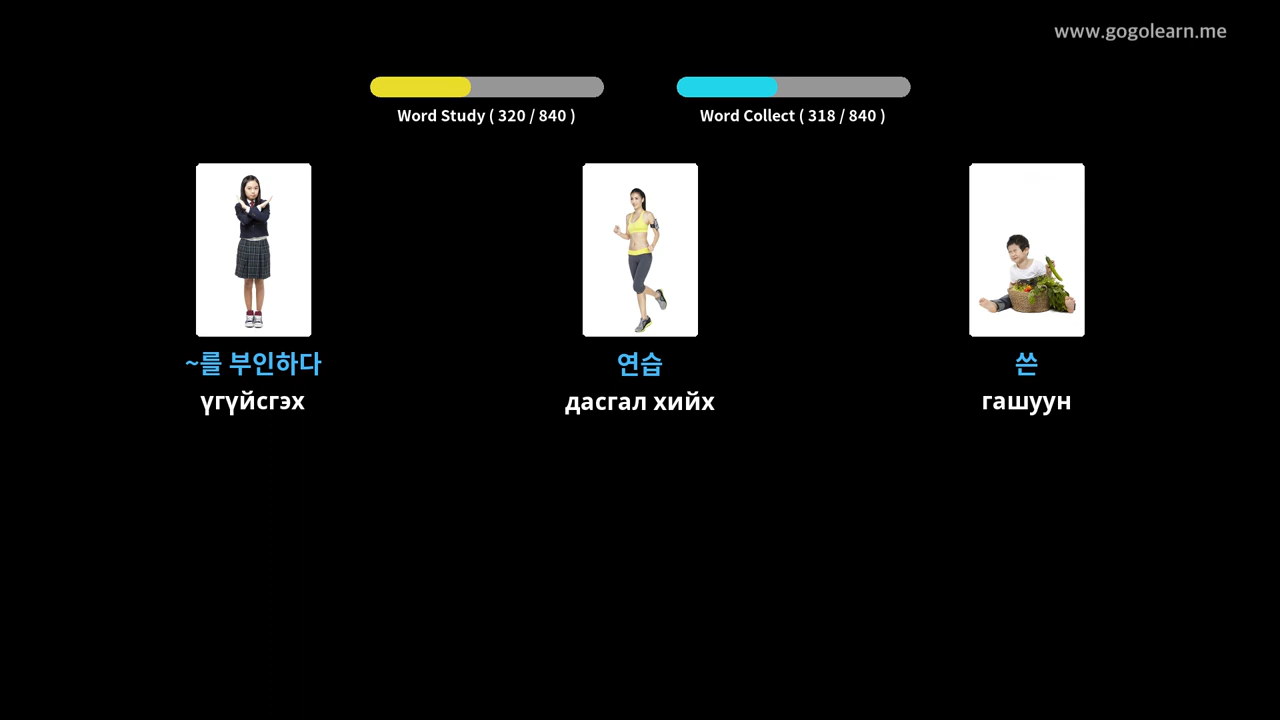 www.gogolearn.me
Word Study ( 320 / 840 )
Word Collect ( 318 / 840 )
~를 부인하다
연습
쓴
үгүйсгэх
дасгал хийх
гашуун